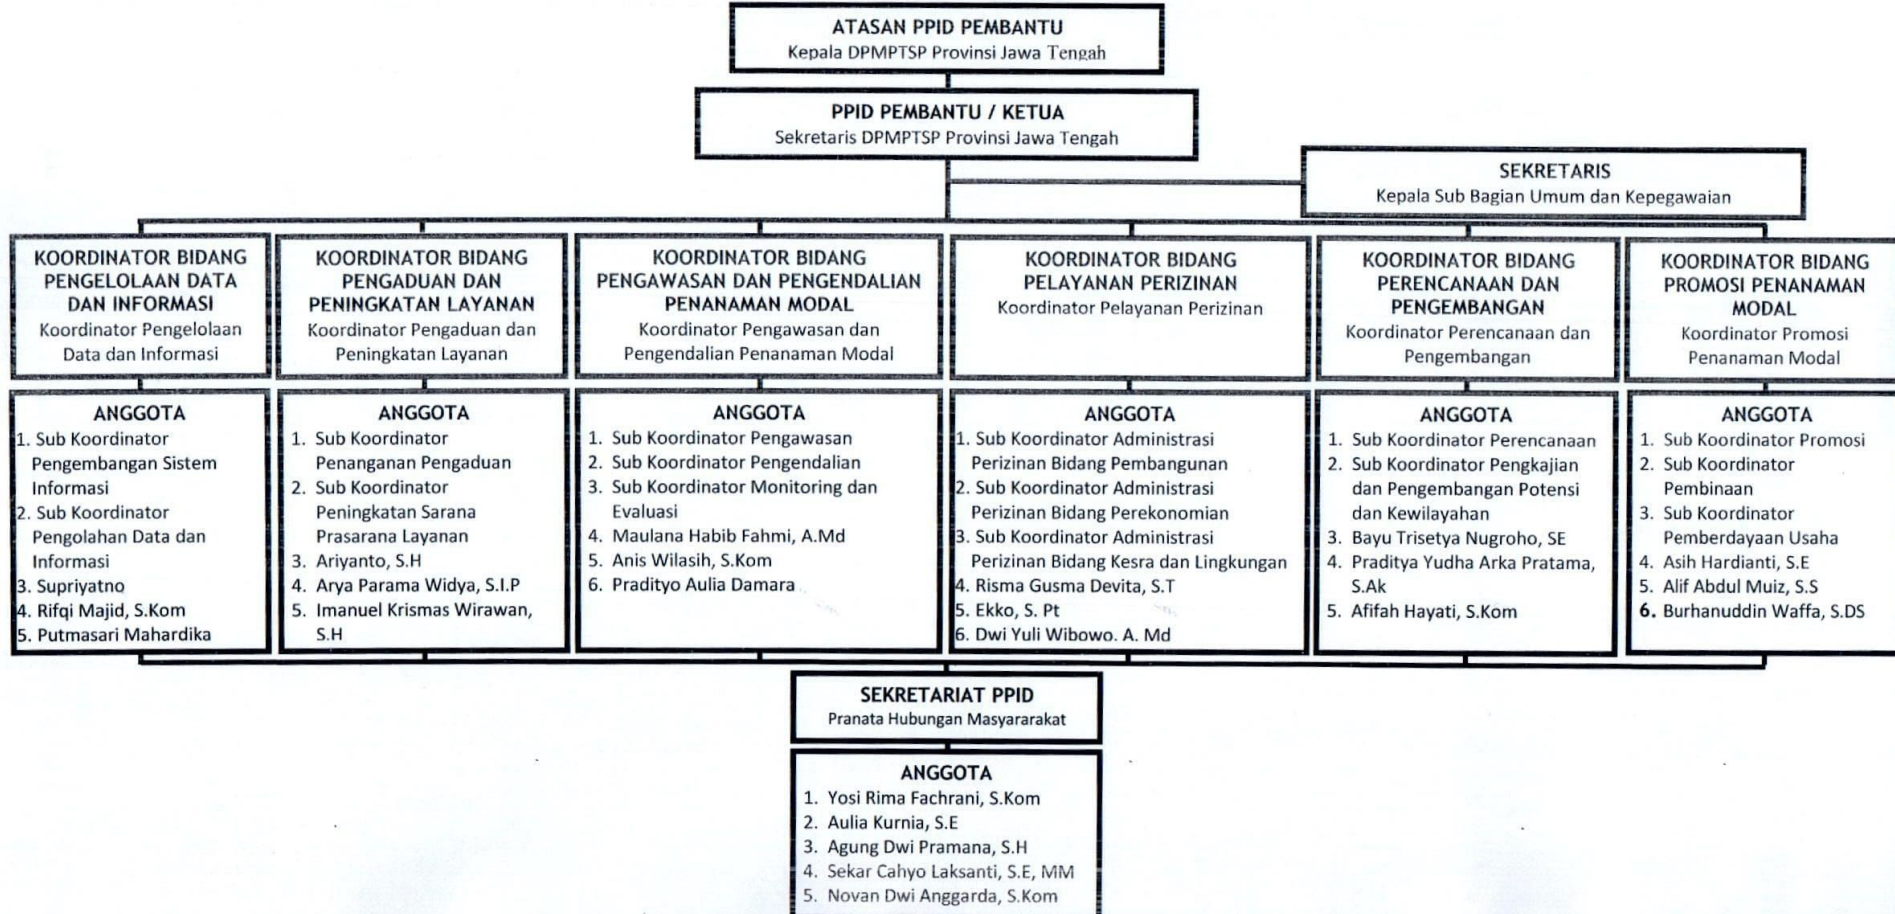 ATASAN PPID PEMBANTU
Kepala DPMPTSP Provinsi Jawa Tengah
PPID PEMBANTU / KETUA
Sekretaris DPMPTSP Provinsi Jawa Tengah
SEKRETARIS
Kepala Sub Bagian Umum dan Kepegawaian
KOORDINATOR BIDANG
PENGELOLAAN DATA
DAN INFORMASI
Koordinator Pengelolaan
Data dan Informasi
KOORDINATOR BIDANG
PENGADUAN DAN
PENINGKATAN LAYANAN
Koordinator Pengaduan dan
Peningkatan Layanan
KOORDINATOR BIDANG
PENGAWASAN DAN PENGENDALIAN
PENANAMAN MODAL
Koordinator Pengawasan dan
Pengendalian Penanaman Modal
KOORDINATOR BIDANG
PELAYANAN PERIZINAN
Koordinator Pelayanan Perizinan
KOORDINATOR BIDANG
PERENCANAAN DAN
PENGEMBANGAN
Koordinator Perencanaan dan
Pengembangan
KOORDINATOR BIDANG
PROMOSI PENANAMAN
MODAL
Koordinator Promosi
Penanaman Modal
ANGGOTA
1. Sub Koordinator
Pengembangan Sistem
Informasi
2. Sub Koordinator
Pengolahan Data dan
Informasi
3. Supriyatno
4. Rifqi Majid, S.Kom
5. Putmasari Mahardika
ANGGOTA
1. Sub Koordinator
Penanganan Pengaduan
2. Sub Koordinator
Peningkatan Sarana
Prasarana Layanan
3. Ariyanto, S.H
4. Arya Parama Widya, S.I.P
5. Imanuel Krismas Wirawan,
S.H
ANGGOTA
1. Sub Koordinator Pengawasan
2. Sub Koordinator Pengendalian
3. Sub Koordinator Monitoring dan
Evaluasi
4. Maulana Habib Fahmi, A.Md
5. Anis Wilasih, S.Kom
6. Pradityo Aulia Damara
ANGGOTA
1. Sub Koordinator Administrasi
Perizinan Bidang Pembangunan
2. Sub Koordinator Administrasi
Perizinan Bidang Perekonomian
3. Sub Koordinator Administrasi
Perizinan Bidang Kesra dan Lingkungan
4. Risma Gusma Devita, S.T
5. Ekko, S. Pt
6. Dwi Yuli Wibowo. A. Md
ANGGOTA
1. Sub Koordinator Perencanaan
2. Sub Koordinator Pengkajian
dan Pengembangan Potensi
dan Kewilayahan
3. Bayu Trisetya Nugroho, SE
4. Praditya Yudha Arka Pratama,
S.Ak
5. Afifah Hayati, S.Kom
ANGGOTA
1. Sub Koordinator Promosi
2. Sub Koordinator
Pembinaan
3. Sub Koordinator
Pemberdayaan Usaha
4. Asih Hardianti, S.E
5. Alif Abdul Muiz, S.S
6. Burhanuddin Waffa, S.DS
SEKRETARIAT PPID
Pranata Hubungan Masyararakat
ANGGOTA
1. Yosi Rima Fachrani, S.Kom
2. Aulia Kurnia, S.E
3. Agung Dwi Pramana, S.H
4. Sekar Cahyo Laksanti, S.E, MM
5. Novan Dwi Anggarda, S.Kom